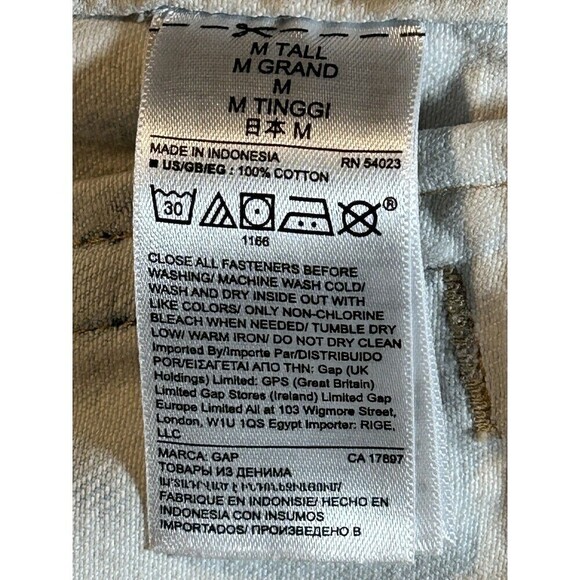 M TALL
M GRAND
M
M TINGGI
日本 M
MADE IN INDONESIA RN 54023
■ US/GB/EG : 100% COTTON
30 ®
1166
CLOSE ALL FASTENERS BEFORE
WASHING/ MACHINE WASH COLD/
WASH AND DRY INSIDE OUT WITH
LIKE COLORS/ ONLY NON-CHLORINE
BLEACH WHEN NEEDED/ TUMBLE DRY
LOW/ WARM IRON/ DO NOT DRY CLEAN
Imported By/Importe Par/DISTRIBUIDO
POR/ΕΙΣΑΓΕΤΑΙ ΑΠΟ ΤΗΝ: Gap (UK
Holdings) Limited: GPS (Great Britain)
Limited Gap Stores (Ireland) Limited Gap
Europe Limited All at 103 Wigmore Street,
London, W1U 1QS Egypt Importer: RIGE,
LLC
MARCA: GAP CA 17897
ТОВАРЫ ИЗ ДЕНИМА
FABRIQUE EN INDONESIE/ HECHO EN
INDONESIA CON INSUMOS
IMPORTADOS/ ПРОИЗВЕДЕНО В